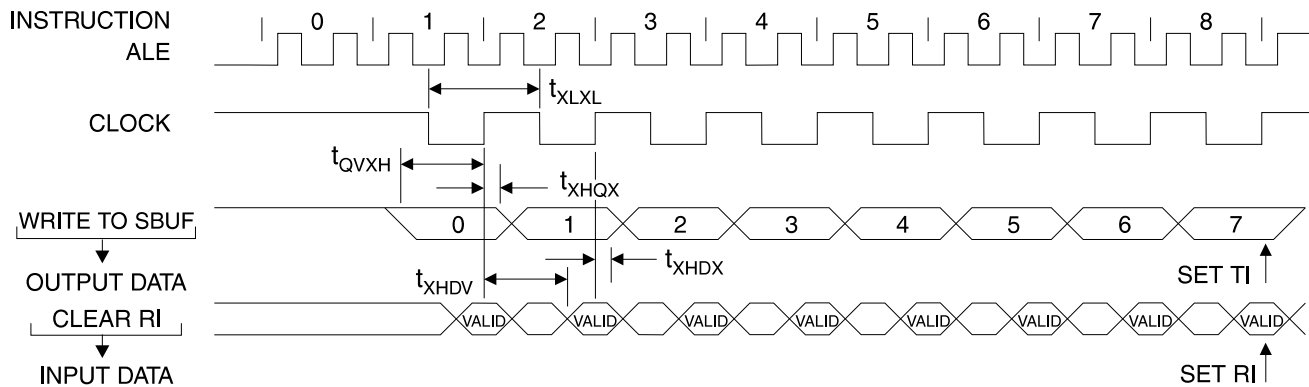 INSTRUCTION 0 1 2 3 4 5 6 7 8
ALE
tXLXL
CLOCK
tQVXH
tXHQX
WRITE TO SBUF 0 1 2 3 4 5 6 7
OUTPUT DATA
tXHDV
tXHDX
SET TI
CLEAR RI VALID VALID VALID VALID VALID VALID VALID VALID
INPUT DATA
SET RI